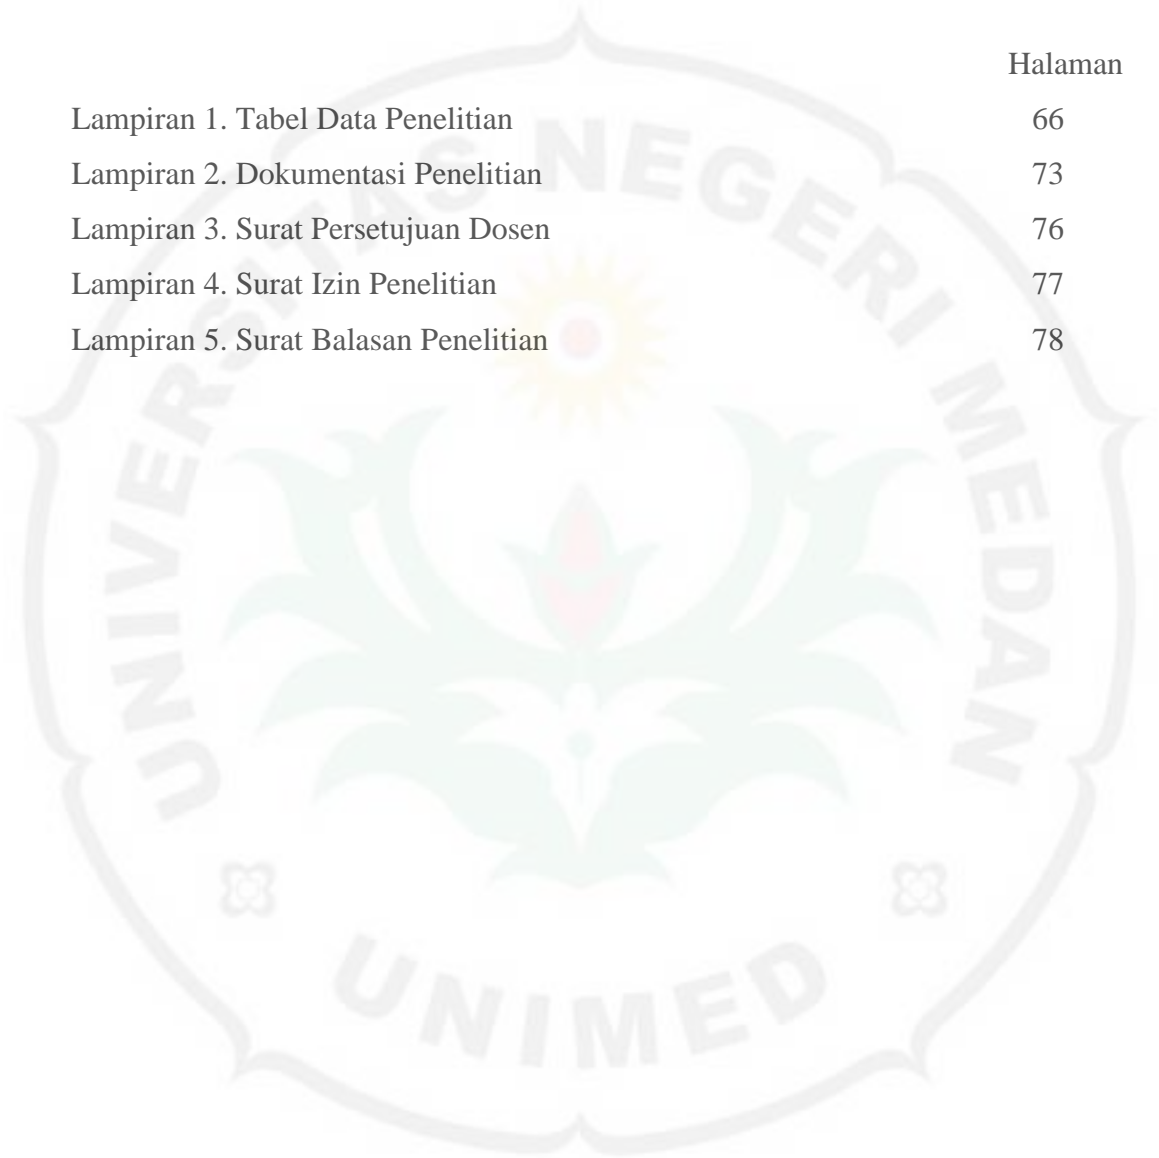 Halaman
Lampiran 1. Tabel Data Penelitian 66
Lampiran 2. Dokumentasi Penelitian 73
Lampiran 3. Surat Persetujuan Dosen 76
Lampiran 4. Surat Izin Penelitian 77
Lampiran 5. Surat Balasan Penelitian 78
UNIVERSITAS NEGERI MEDAN
UNIMED